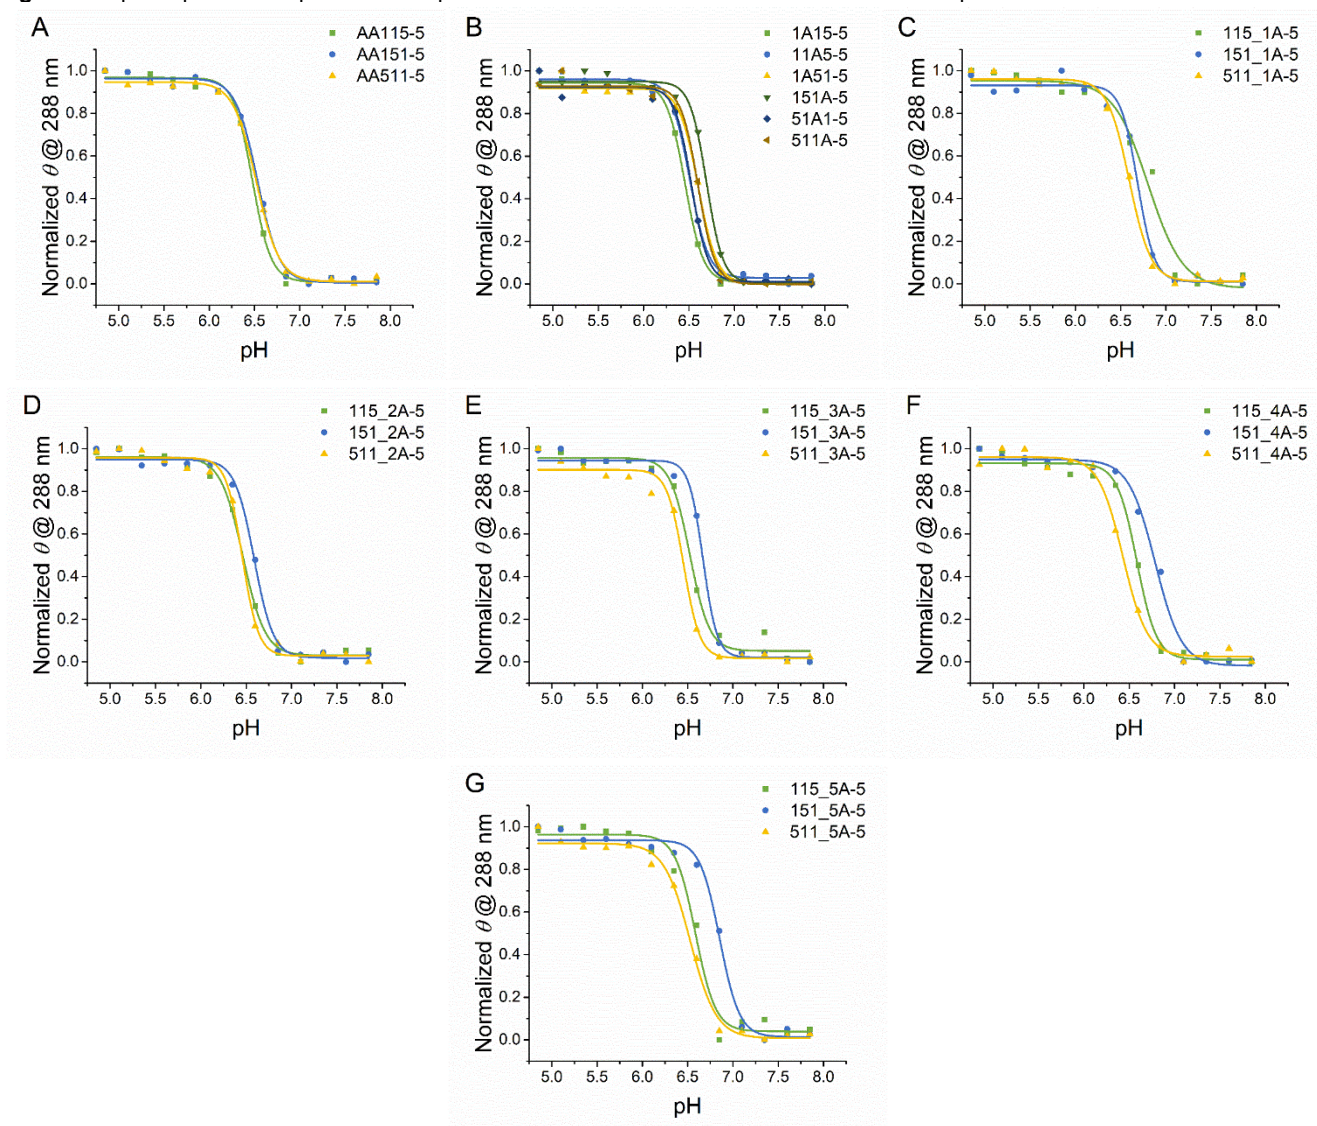 A
AA115-5
AA151-5
AA511-5
Normalized θ @ 288 nm
1.0
0.8
0.6
0.4
0.2
0.0
5.0 5.5 6.0 6.5 7.0 7.5 8.0
pH
B
1A15-5
11A5-5
1A51-5
151A-5
51A1-5
511A-5
Normalized θ @ 288 nm
1.0
0.8
0.6
0.4
0.2
0.0
5.0 5.5 6.0 6.5 7.0 7.5 8.0
pH
C
115_1A-5
151_1A-5
511_1A-5
Normalized θ @ 288 nm
1.0
0.8
0.6
0.4
0.2
0.0
5.0 5.5 6.0 6.5 7.0 7.5 8.0
pH
D
115_2A-5
151_2A-5
511_2A-5
Normalized θ @ 288 nm
1.0
0.8
0.6
0.4
0.2
0.0
5.0 5.5 6.0 6.5 7.0 7.5 8.0
pH
E
115_3A-5
151_3A-5
511_3A-5
Normalized θ @ 288 nm
1.0
0.8
0.6
0.4
0.2
0.0
5.0 5.5 6.0 6.5 7.0 7.5 8.0
pH
F
115_4A-5
151_4A-5
511_4A-5
Normalized θ @ 288 nm
1.0
0.8
0.6
0.4
0.2
0.0
5.0 5.5 6.0 6.5 7.0 7.5 8.0
pH
G
115_5A-5
151_5A-5
511_5A-5
Normalized θ @ 288 nm
1.0
0.8
0.6
0.4
0.2
0.0
5.0 5.5 6.0 6.5 7.0 7.5 8.0
pH